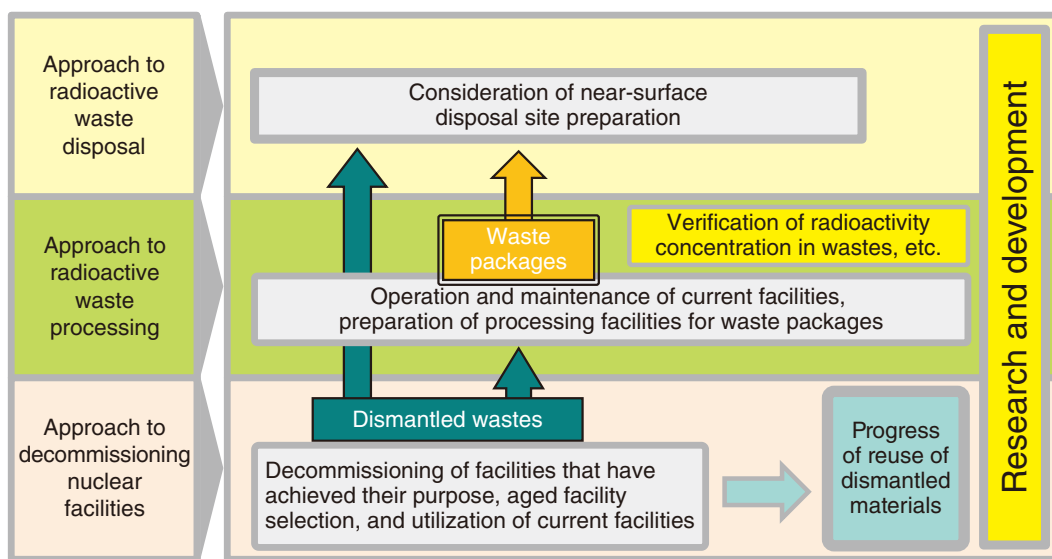 Approach to
radioactive
waste
disposal
Consideration of near-surface
disposal site preparation
Approach to
radioactive
waste
processing
Waste
packages
Verification of radioactivity
concentration in wastes, etc.
Operation and maintenance of current facilities,
preparation of processing facilities for waste packages
Approach to
decommissioning
nuclear
facilities
Dismantled wastes
Decommissioning of facilities that have
achieved their purpose, aged facility
selection, and utilization of current facilities
Progress
of reuse of
dismantled
materials
Research and development